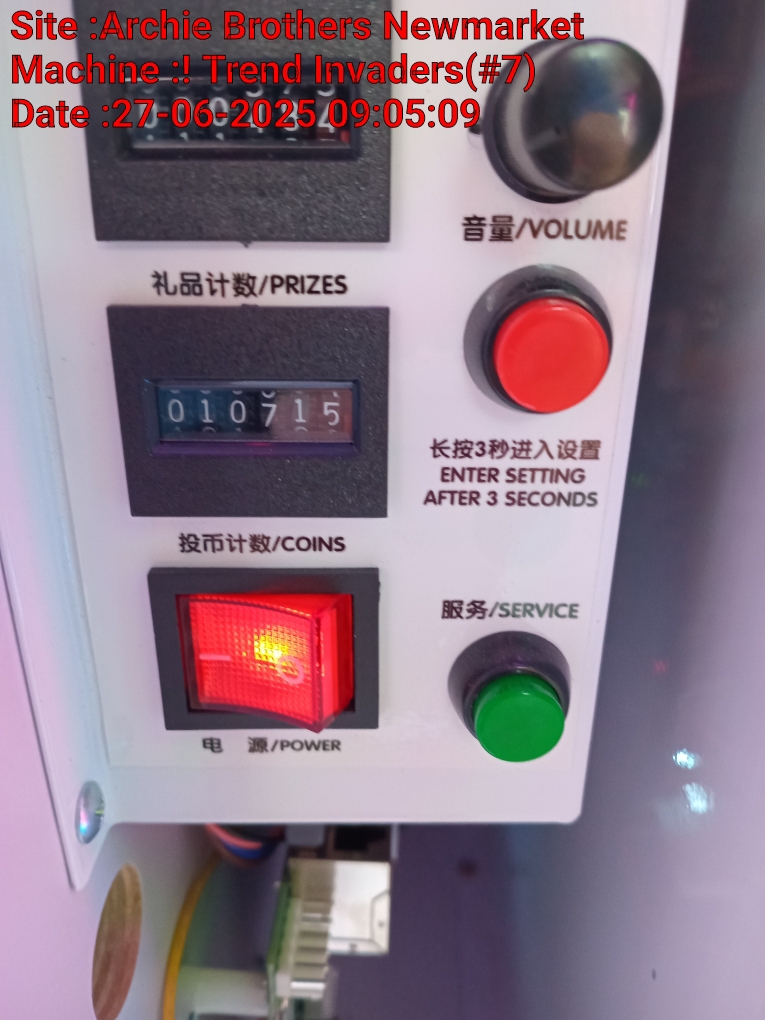 Site :Archie Brothers Newmarket
Machine :! Trend Invaders(#7)
Date :27-06-2025 09:05:09
音量/VOLUME
礼品计数/PRIZES
010715
长按3秒进入设置
ENTER SETTING
AFTER 3 SECONDS
投币计数/COINS
服务/SERVICE
电 源/POWER